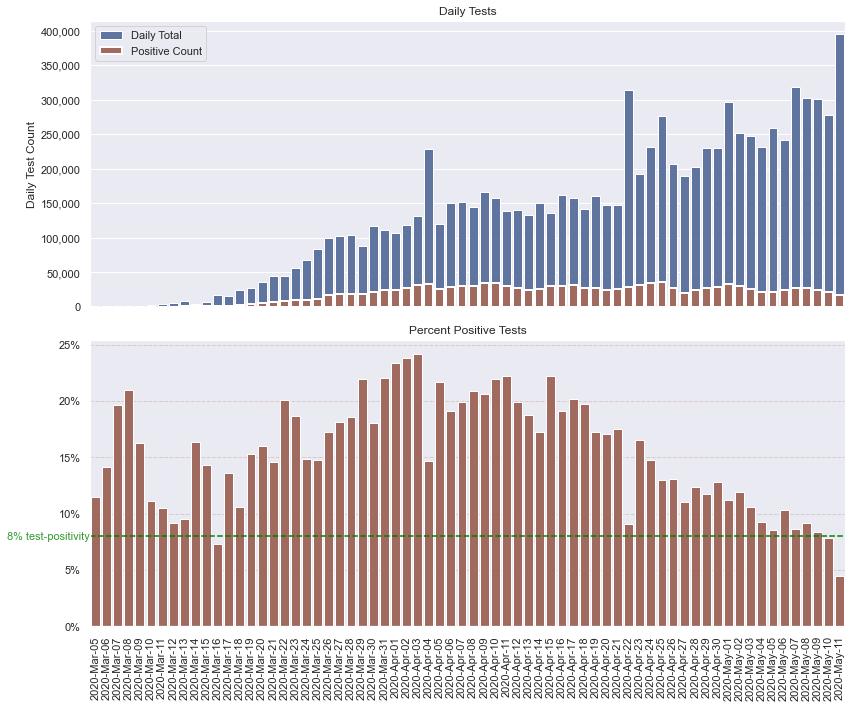 Daily Tests
Daily Total
Positive Count
400,000
350,000
300,000
250,000
200,000
150,000
100,000
50,000
0
Daily Test Count
Percent Positive Tests
25%
20%
15%
10%
8% test-positivity
5%
0%
2020-Mar-05
2020-Mar-06
2020-Mar-07
2020-Mar-08
2020-Mar-09
2020-Mar-10
2020-Mar-11
2020-Mar-12
2020-Mar-13
2020-Mar-14
2020-Mar-15
2020-Mar-16
2020-Mar-17
2020-Mar-18
2020-Mar-19
2020-Mar-20
2020-Mar-21
2020-Mar-22
2020-Mar-23
2020-Mar-24
2020-Mar-25
2020-Mar-26
2020-Mar-27
2020-Mar-28
2020-Mar-29
2020-Mar-30
2020-Mar-31
2020-Apr-01
2020-Apr-02
2020-Apr-03
2020-Apr-04
2020-Apr-05
2020-Apr-06
2020-Apr-07
2020-Apr-08
2020-Apr-09
2020-Apr-10
2020-Apr-11
2020-Apr-12
2020-Apr-13
2020-Apr-14
2020-Apr-15
2020-Apr-16
2020-Apr-17
2020-Apr-18
2020-Apr-19
2020-Apr-20
2020-Apr-21
2020-Apr-22
2020-Apr-23
2020-Apr-24
2020-Apr-25
2020-Apr-26
2020-Apr-27
2020-Apr-28
2020-Apr-29
2020-Apr-30
2020-May-01
2020-May-02
2020-May-03
2020-May-04
2020-May-05
2020-May-06
2020-May-07
2020-May-08
2020-May-09
2020-May-10
2020-May-11